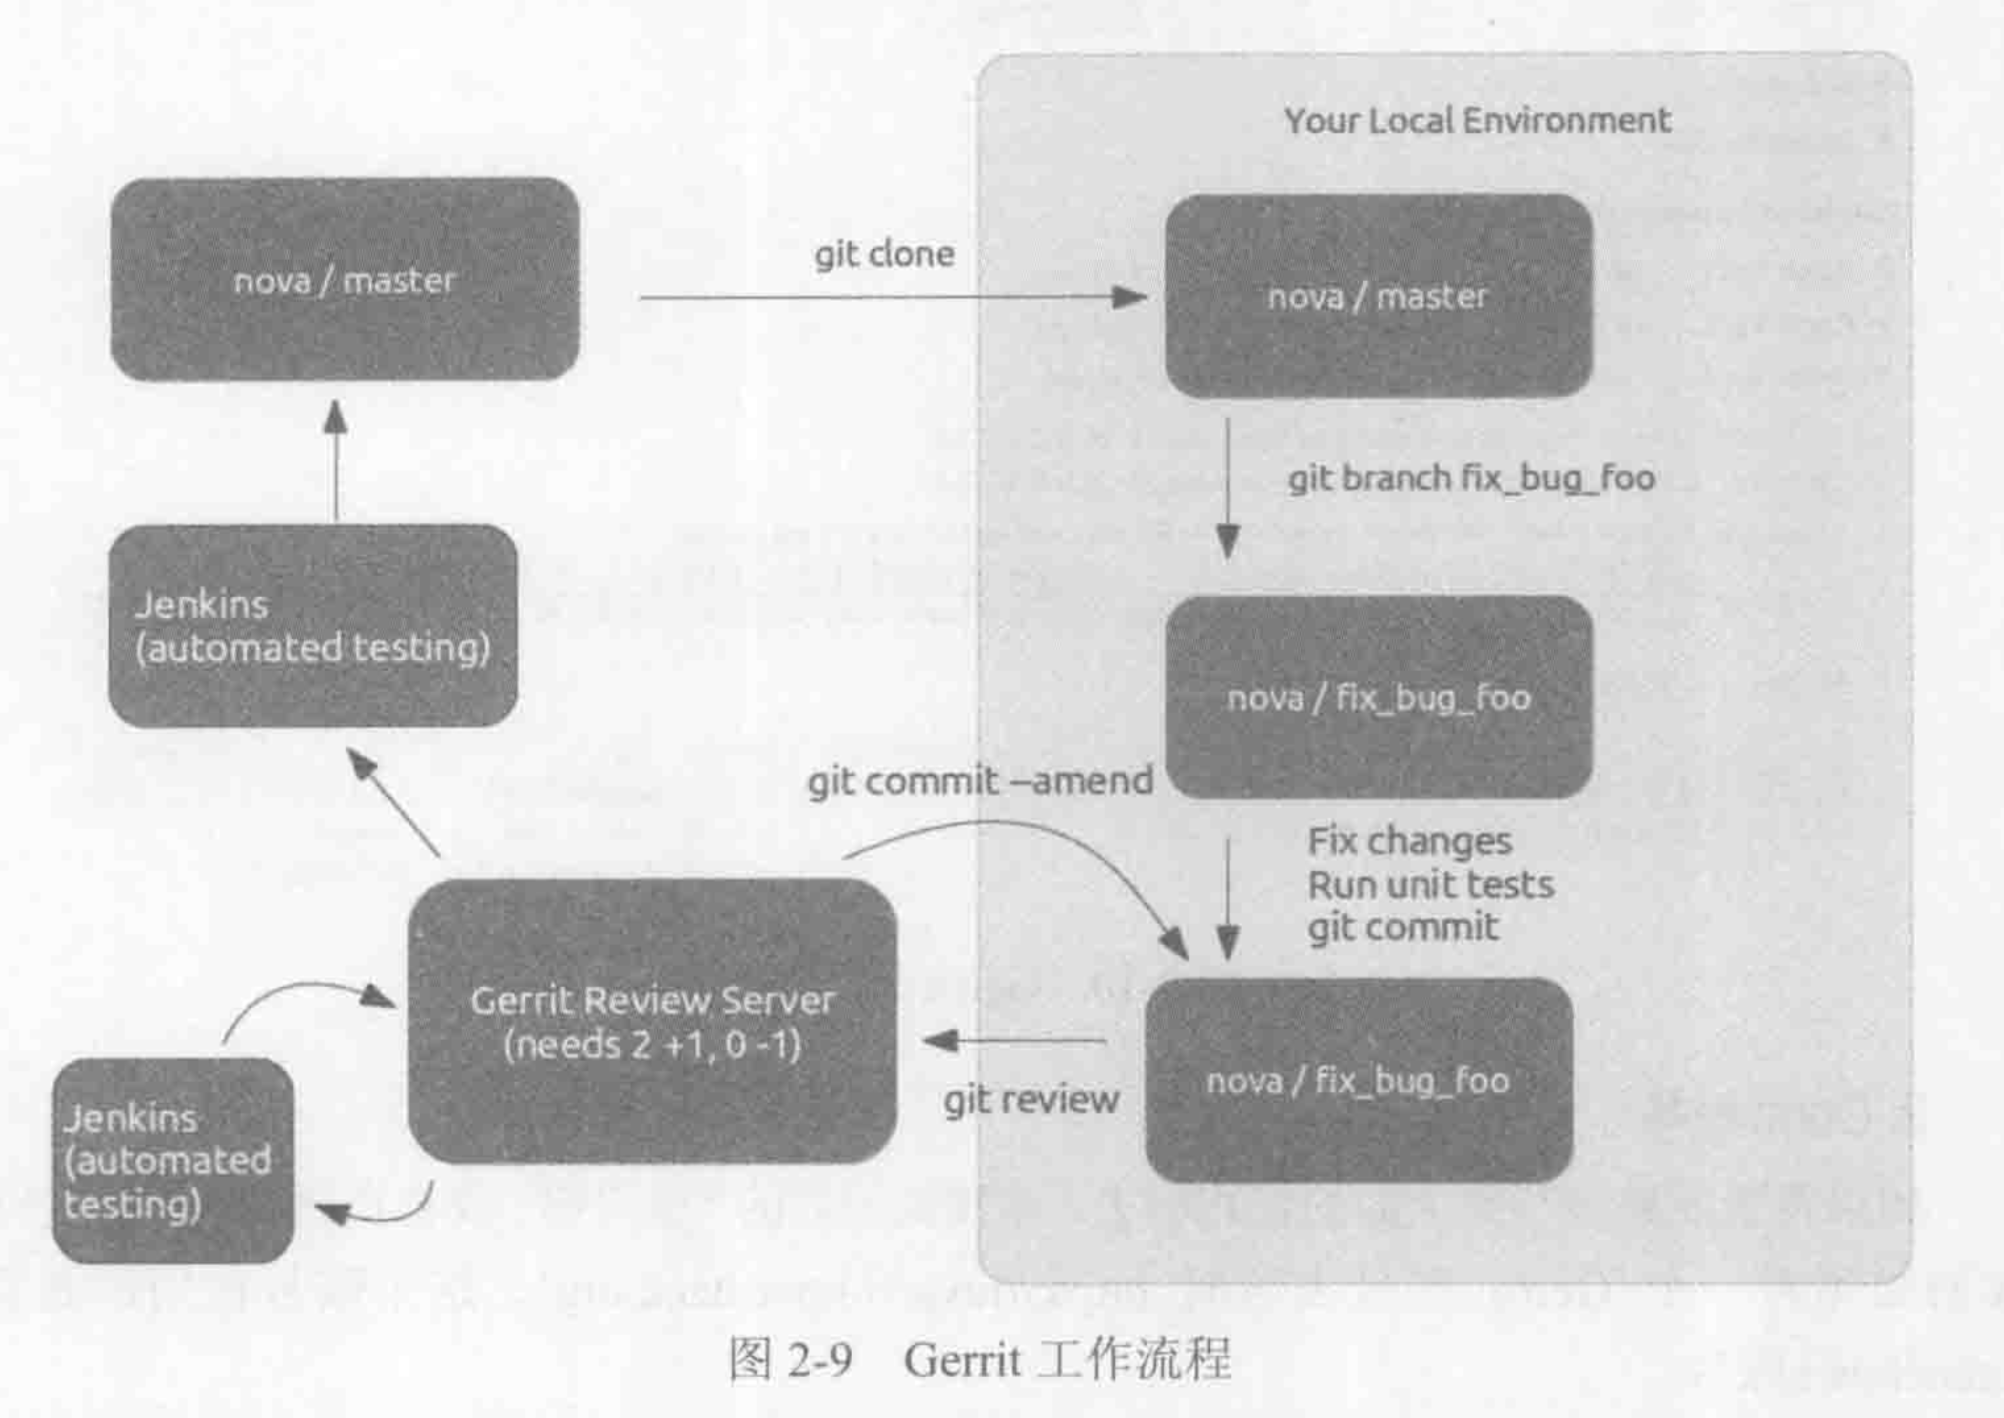 Your Local Environment
nova / master
git clone
nova / master
git branch fix_bug_foo
Jenkins
(automated testing)
nova / fix_bug_foo
git commit –amend
Fix changes
Run unit tests
git commit
Gerrit Review Server
(needs 2 +1, 0 -1)
git review
nova / fix_bug_foo
Jenkins
(automated
testing)
图 2-9 Gerrit 工作流程